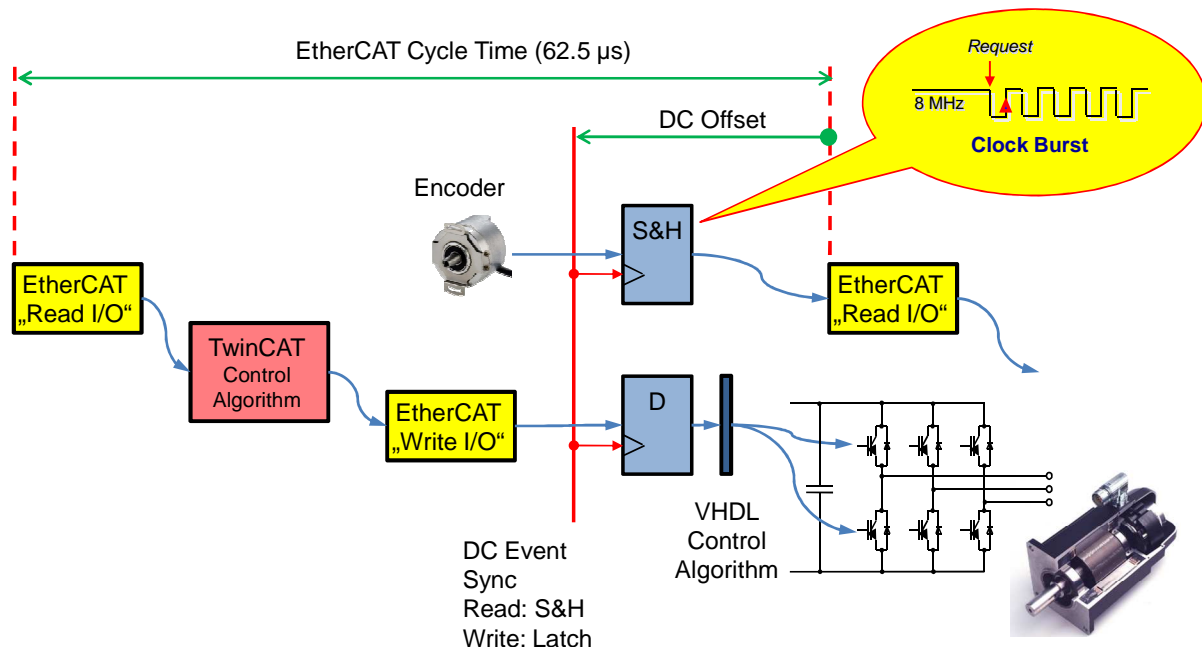 EtherCAT Cycle Time (62.5 µs)
Request
8 MHz
Clock Burst
DC Offset
Encoder
S&H
EtherCAT
„Read I/O“
EtherCAT
„Read I/O“
TwinCAT
Control
Algorithm
EtherCAT
„Write I/O“
D
VHDL
Control
Algorithm
DC Event
Sync
Read: S&H
Write: Latch